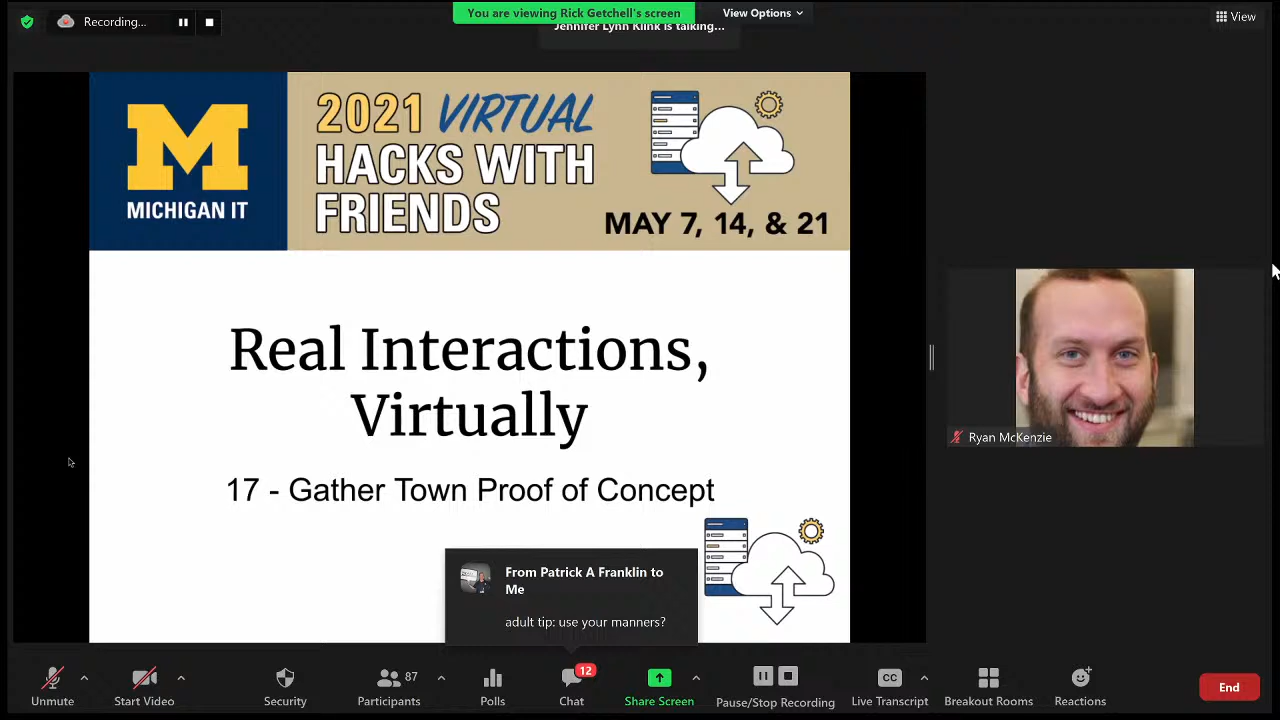 Recording...
You are viewing Rick Getchell's screen
View Options
View
Jennifer Lynn Klink is talking...
M
MICHIGAN IT
2021 VIRTUAL
HACKS WITH
FRIENDS
MAY 7, 14, & 21
Real Interactions,
Virtually
17 - Gather Town Proof of Concept
Ryan McKenzie
From Patrick A Franklin to
Me
adult tip: use your manners?
Unmute
Start Video
Security
87
Participants
Polls
12
Chat
Share Screen
Pause/Stop Recording
CC
Live Transcript
Breakout Rooms
Reactions
End